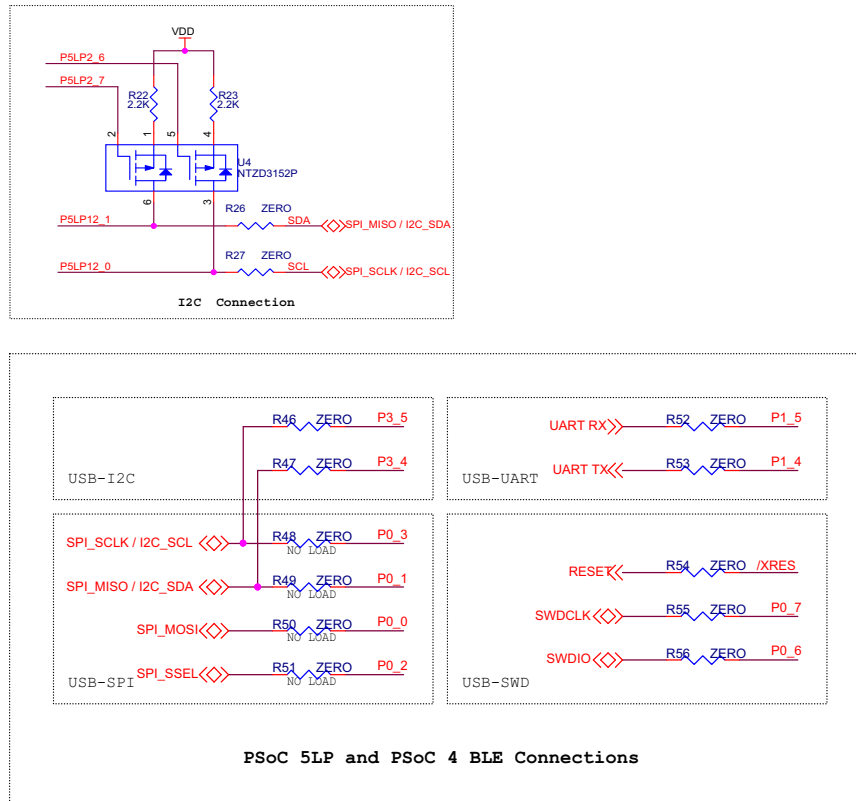 VDD
P5LP2_6
P5LP2_7
R22 R23
2.2K 2.2K
2 1 5 4
U4
NTZD3152P
6 3
R26 ZERO
P5LP12_1 SDA SPI_MISO / I2C_SDA
R27 ZERO
P5LP12_0 SCL SPI_SCLK / I2C_SCL
I2C Connection
R46 ZERO P3_5
R47 ZERO P3_4
USB-I2C
UART RX R52 ZERO P1_5
UART TX R53 ZERO P1_4
USB-UART
SPI_SCLK / I2C_SCL R48 ZERO P0_3
NO LOAD
SPI_MISO / I2C_SDA R49 ZERO P0_1
NO LOAD
SPI_MOSI R50 ZERO P0_0
NO LOAD
SPI_SSEL R51 ZERO P0_2
NO LOAD
USB-SPI
RESET R54 ZERO /XRES
SWDCLK R55 ZERO P0_7
SWDIO R56 ZERO P0_6
USB-SWD
PSoC 5LP and PSoC 4 BLE Connections